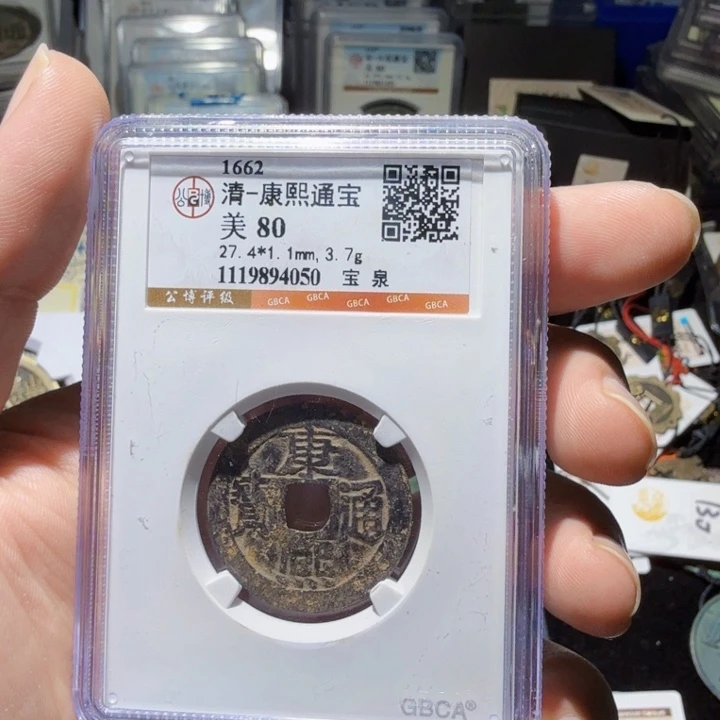 1662
清-康熙通宝
美 80
27.4*1.1mm, 3.7g
1119894050 宝 泉
公博评级 GBCA GBCA GBCA GBCA GBCA
康
寶 通
熙
GBCA®